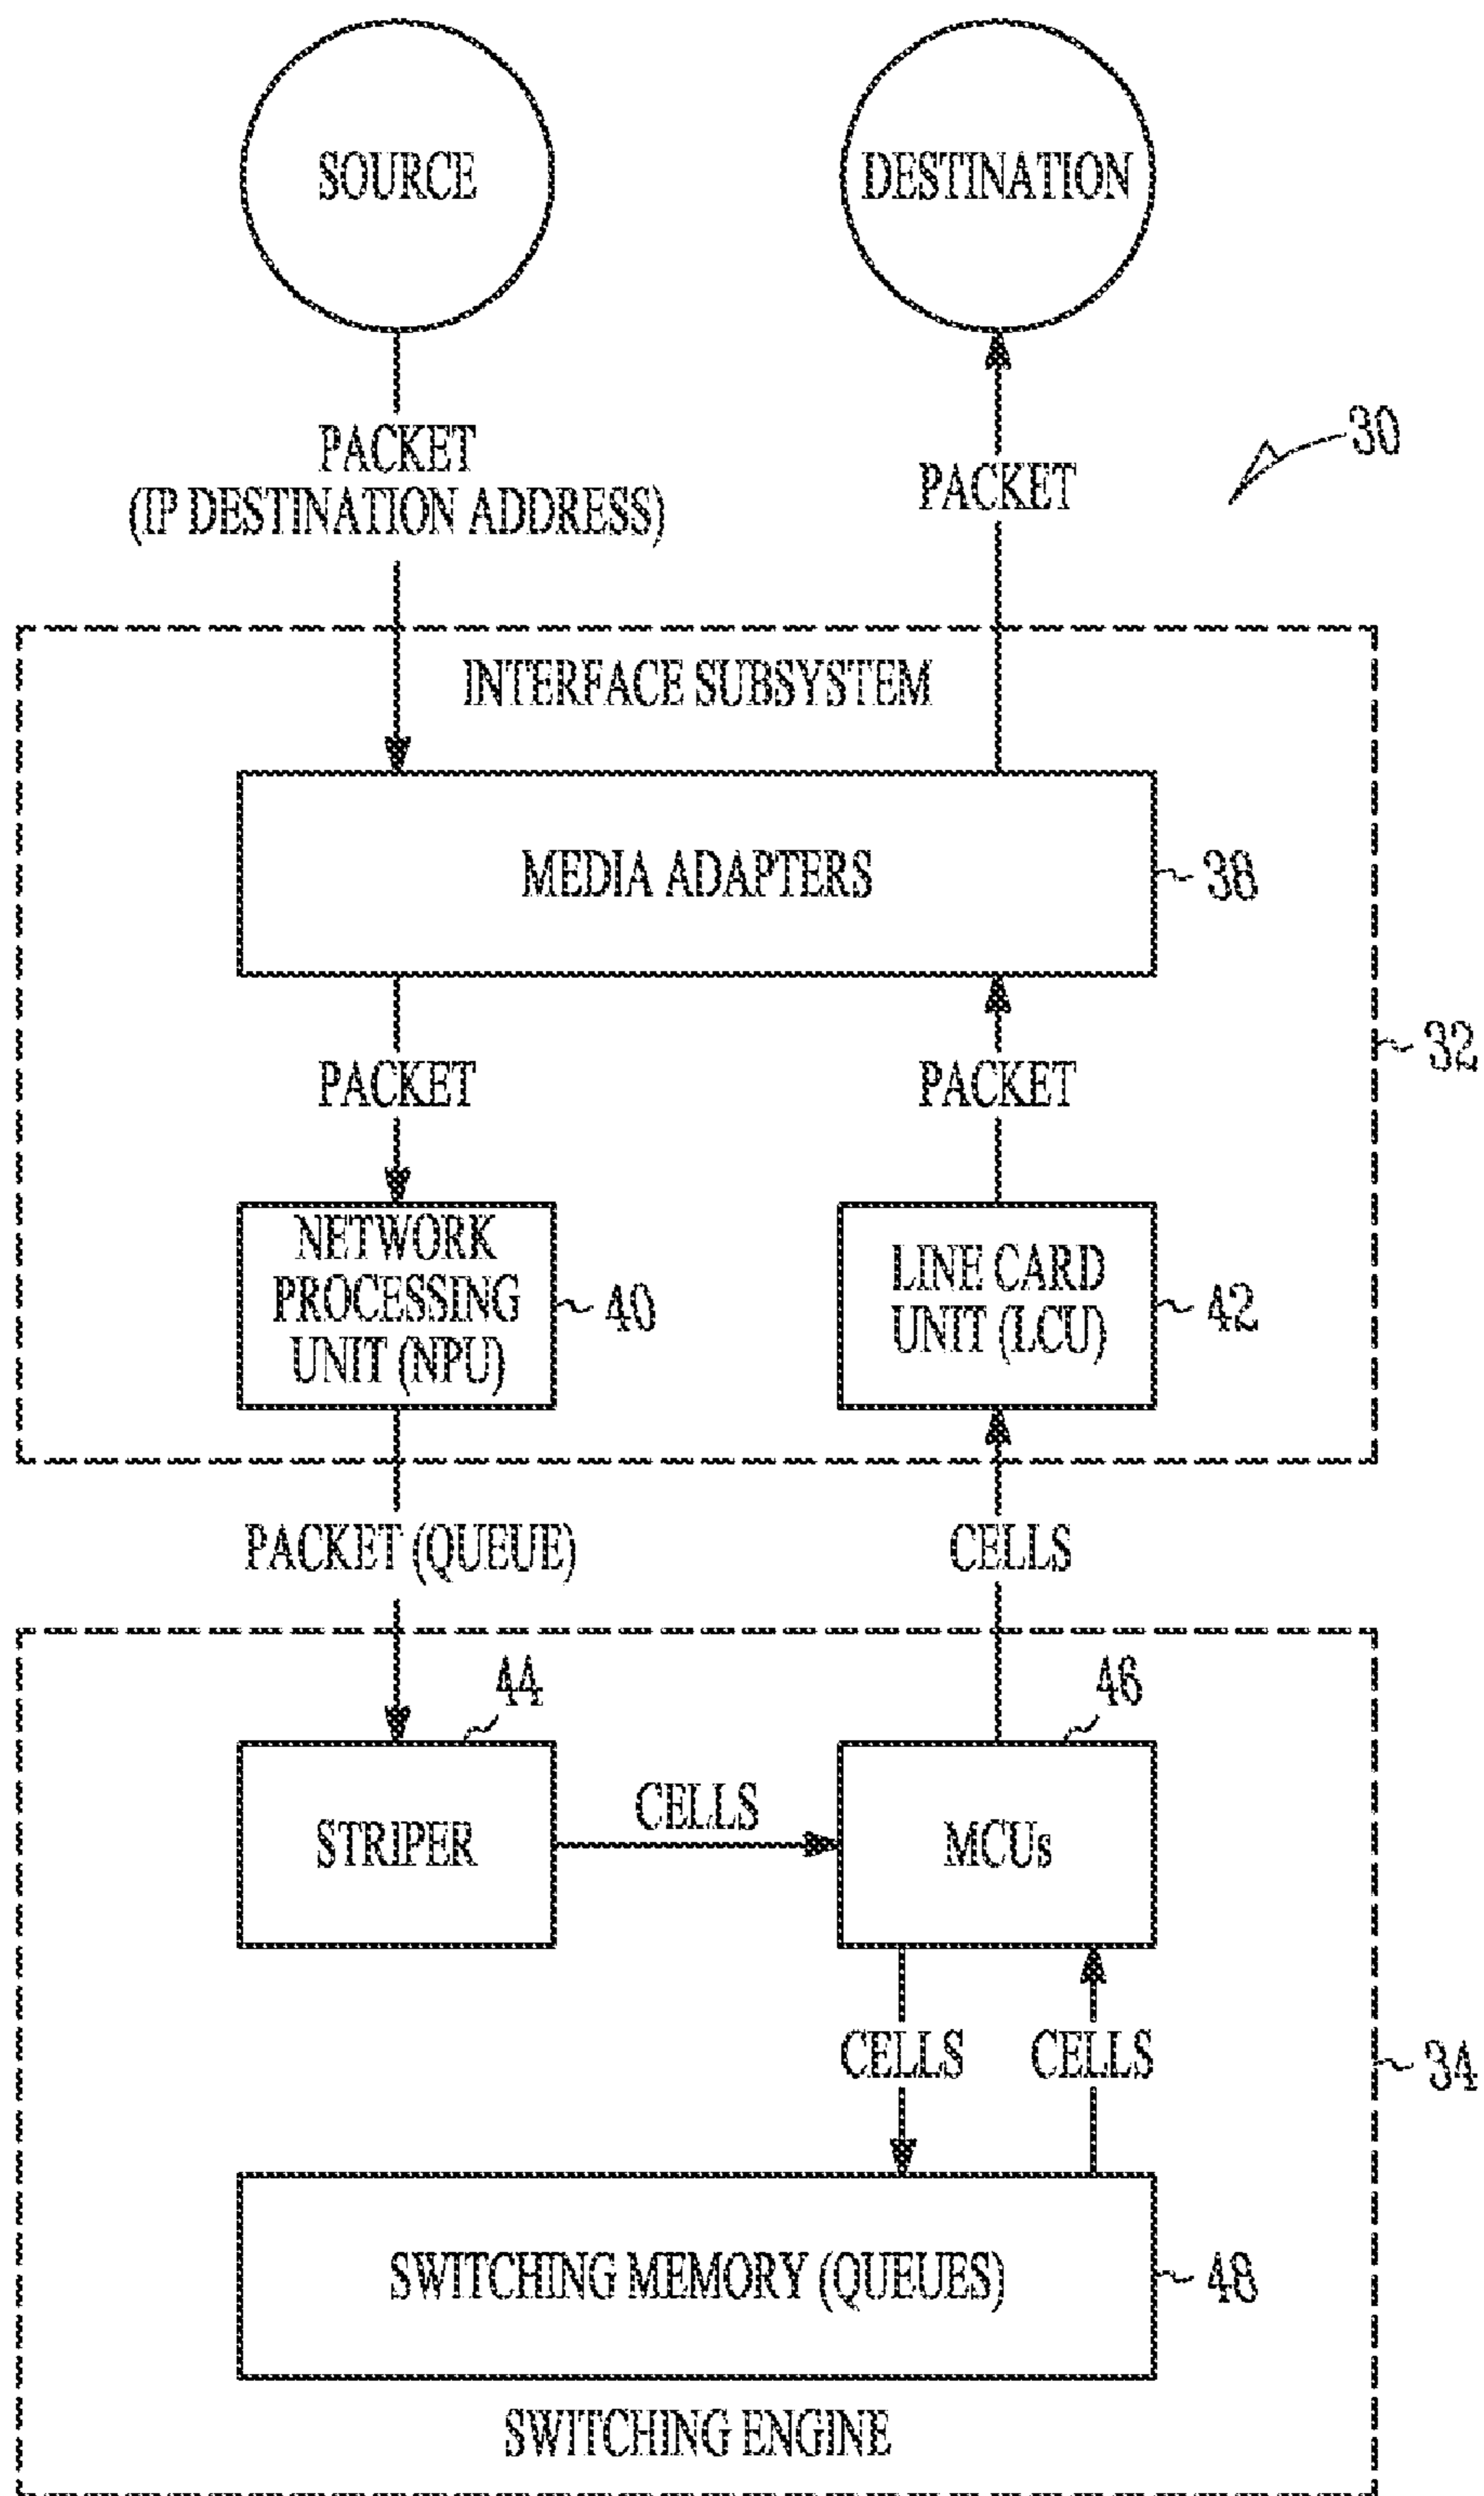 SOURCE
DESTINATION
PACKET
(IP DESTINATION ADDRESS)
PACKET
30
INTERFACE SUBSYSTEM
MEDIA ADAPTERS
38
PACKET
PACKET
32
NETWORK
PROCESSING
UNIT (NPU)
40
LINE CARD
UNIT (LCU)
42
PACKET (QUEUE)
CELLS
44
46
STRIPER
CELLS
MCUs
CELLS
CELLS
34
SWITCHING MEMORY (QUEUES)
48
SWITCHING ENGINE